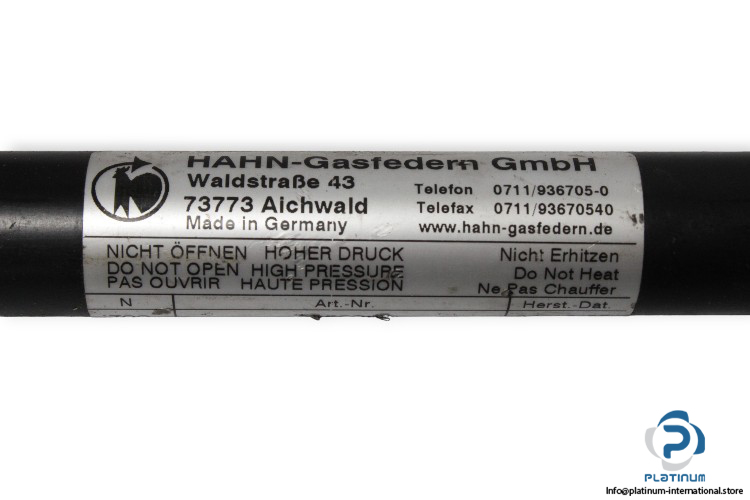 HAHN-Gasfedern GmbH
Waldstraße 43
73773 Aichwald
Made in Germany
Telefon 0711/936705-0
Telefax 0711/93670540
www.hahn-gasfedern.de
NICHT ÖFFNEN HOHER DRUCK
DO NOT OPEN HIGH PRESSURE
PAS OUVRIR HAUTE PRESSION
Nicht Erhitzen
Do Not Heat
Ne Pas Chauffer
N Art.-Nr. Herst.-Dat.
PLATINUM
Info@platinum-international.store